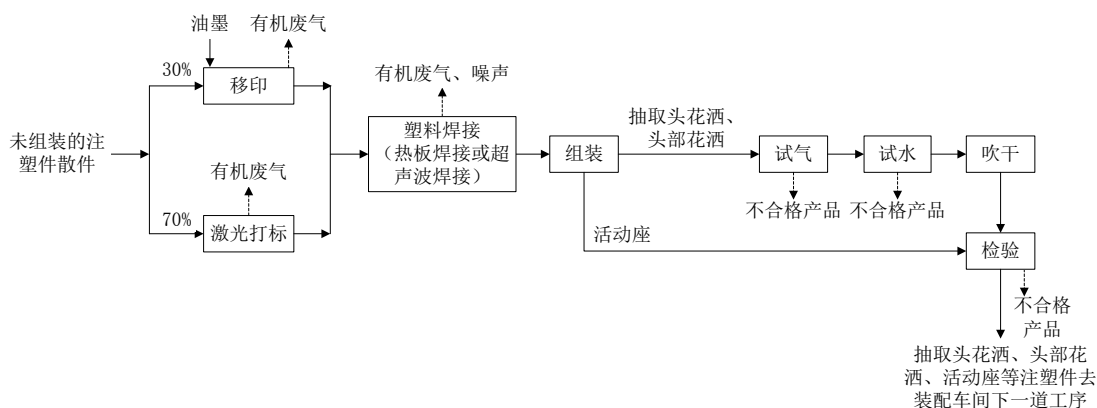 油墨
有机废气
30%
移印
有机废气、噪声
未组装的注
塑件散件
塑料焊接
（热板焊接或超
声波焊接）
有机废气
70%
激光打标
组装
抽取头花洒、
头部花洒
试气
试水
吹干
不合格产品
不合格产品
活动座
检验
不合格
产品
抽取头花洒、头部花
洒、活动座等注塑件去
装配车间下一道工序